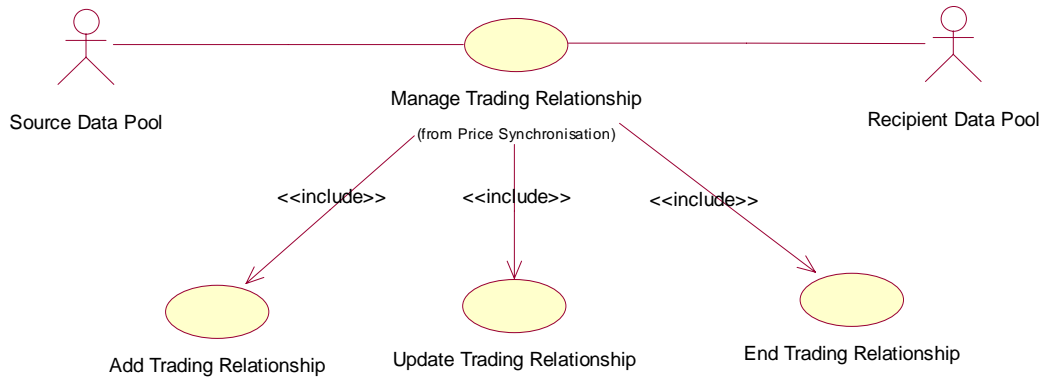 Manage Trading Relationship
Source Data Pool
Recipient Data Pool
(from Price Synchronisation)
<<include>>
<<include>>
<<include>>
Add Trading Relationship
Update Trading Relationship
End Trading Relationship